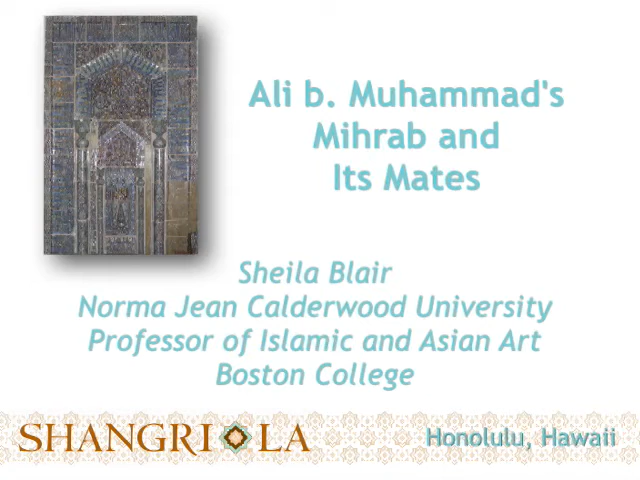 Ali b. Muhammad's
Mihrab and
Its Mates
Sheila Blair
Norma Jean Calderwood University
Professor of Islamic and Asian Art
Boston College
SHANGRI LA
Honolulu, Hawaii